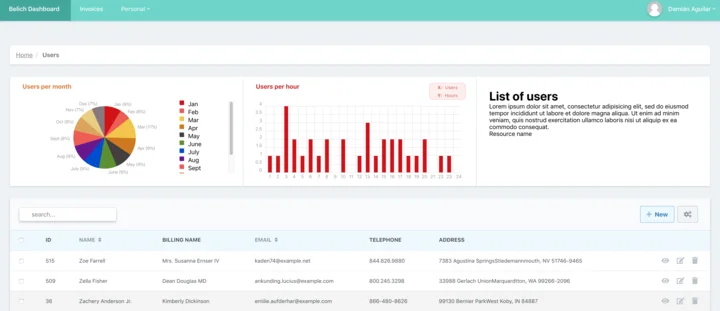 Belich Dashboard
Invoices
Personal
Damián Aguilar
Home / Users
Users per month
Dec (7%)
Jan (6%)
Nov (7%)
Feb (6%)
Oct (8%)
Mar (11%)
Sept (8%)
Apr (9%)
Aug (9%)
May (9%)
July (9%)
June (9%)
Jan
Feb
Mar
Apr
May
June
July
Aug
Sept
Users per hour
X: Users
Y: Hours
4
3.5
3
2.5
2
1.5
1
0.5
0
1 2 3 4 5 6 7 8 9 10 11 12 13 14 15 16 17 18 19 20 21 22 23 24
List of users
Lorem ipsum dolor sit amet, consectetur adipisicing elit, sed do eiusmod
tempor incididunt ut labore et dolore magna aliqua. Ut enim ad minim
veniam, quis nostrud exercitation ullamco laboris nisi ut aliquip ex ea
commodo consequat.
Resource name
search...
+ New
ID NAME BILLING NAME EMAIL TELEPHONE ADDRESS
515 Zoe Farrell Mrs. Susanna Ernser IV kaden74@example.net 844.828.9880 7383 Agustina SpringsStiedemannmouth, NV 51746-9465
509 Zella Fisher Dean Douglas MD ankunding.lucius@example.com 800.245.3298 33986 Gerlach UnionMarquardtton, WA 99266-2096
36 Zachery Anderson Jr. Kimberly Dickinson emilie.aufderhar@example.com 866-485-8626 99130 Bernier ParkWest Koby, IN 84887